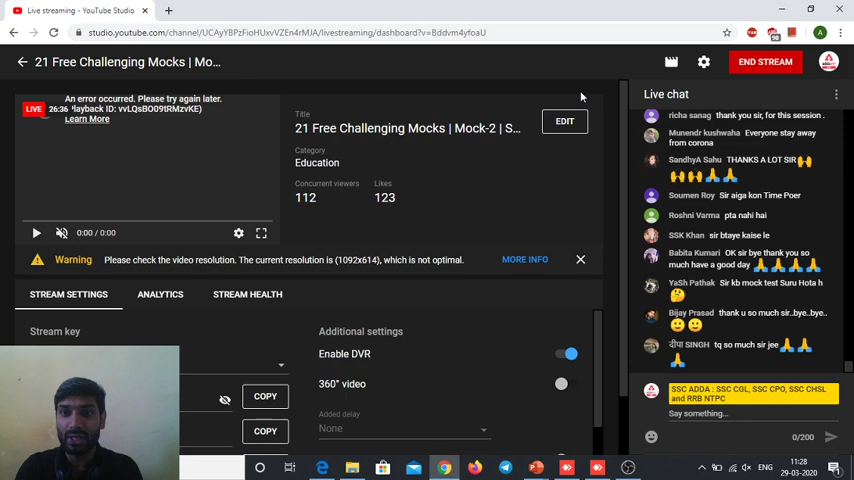 Live streaming - YouTube Studio
studio.youtube.com/channel/UCAyYBPzFioHUxvVZEn4rMJA/livestreaming/dashboard?v=Bddvm4yfoaU
21 Free Challenging Mocks | Mo...
END STREAM
An error occurred. Please try again later.
LIVE 26:36
Playback ID: vvLQsBO09tRMzvKE)
Learn More
0:00 / 0:00
Title
21 Free Challenging Mocks | Mock-2 | S...
EDIT
Category
Education
Concurrent viewers
112
Likes
123
Warning Please check the video resolution. The current resolution is (1092x614), which is not optimal.
MORE INFO
STREAM SETTINGS
ANALYTICS
STREAM HEALTH
Stream key
COPY
COPY
Additional settings
Enable DVR
360° video
Added delay
None
Live chat
richa sanag thank you sir, for this session .
Munendr kushwaha Everyone stay away
from corona
SandhyA Sahu THANKS A LOT SIR🙌
🙌🙌🙏🙏
Soumen Roy Sir aiga kon Time Poer
Roshni Varma pta nahi hai
SSK Khan sir btaye kaise le
Babita Kumari OK sir bye thank you so
much have a good day 🙏🙏🙏🙏
YaSh Pathak Sir kb mock test Suru Hota h
🤔
Bijay Prasad thank u so much sir..bye..bye..
🙂🙂
दीपा SINGH tq so much sir jee🙏🙏
🙏
SSC ADDA : SSC CGL, SSC CPO, SSC CHSL
and RRB NTPC
Say something...
0/200
ENG
11:28
29-03-2020